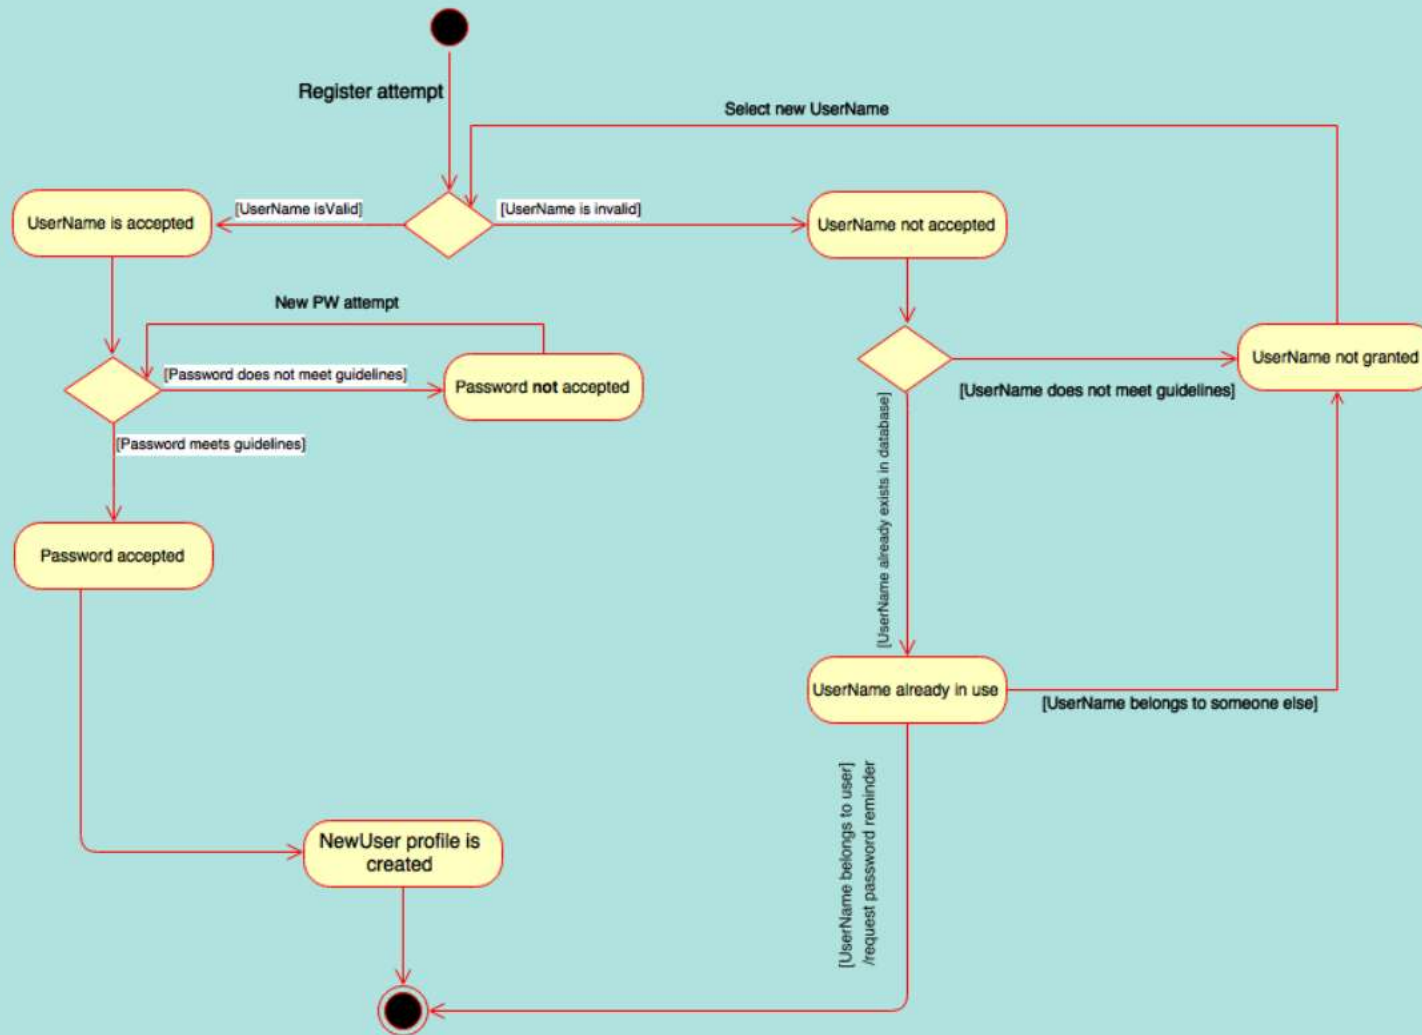 Register attempt
Select new UserName
UserName is accepted
[UserName isValid]
[UserName is invalid]
UserName not accepted
New PW attempt
[Password does not meet guidelines]
Password not accepted
UserName not granted
[UserName does not meet guidelines]
[Password meets guidelines]
[UserName already exists in database]
Password accepted
UserName already in use
[UserName belongs to someone else]
[UserName belongs to user]
/request password reminder
NewUser profile is
created